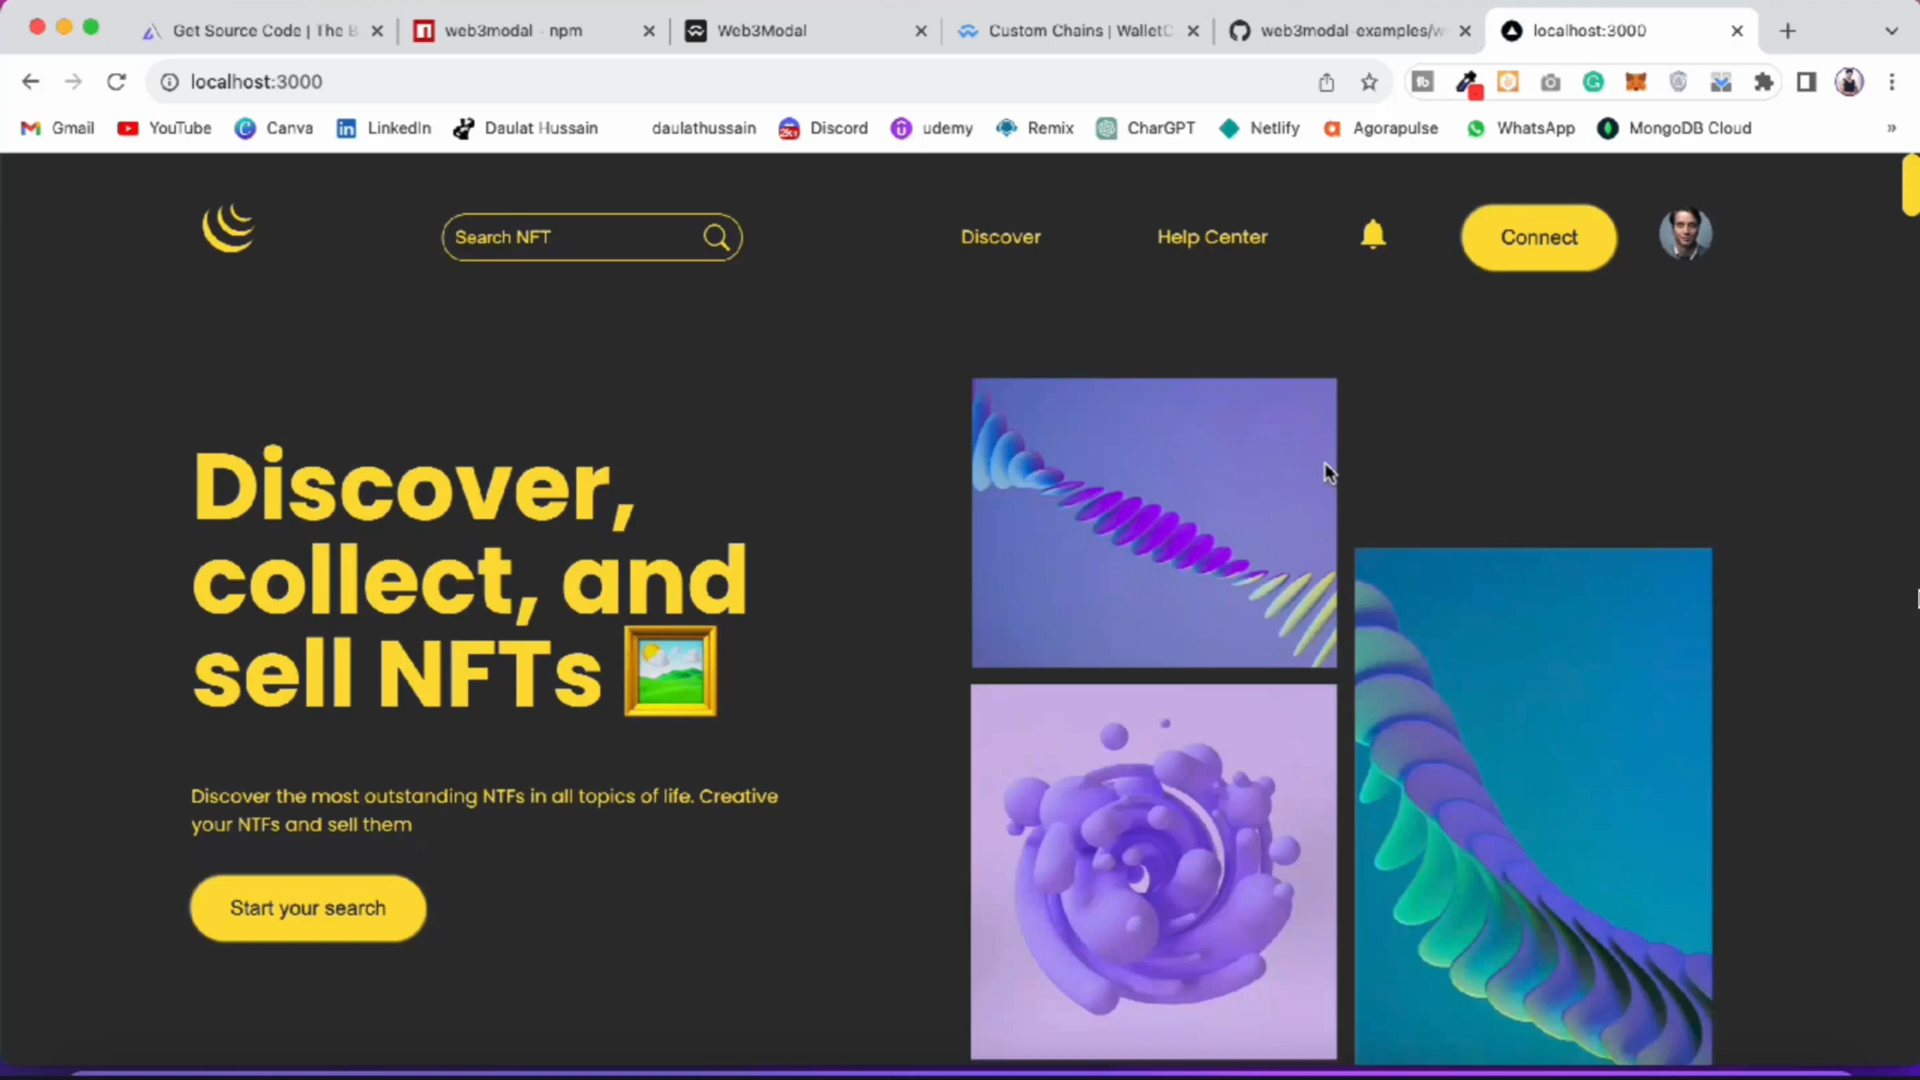 Get Source Code | The B
web3modal - npm
Web3Modal
Custom Chains | WalletC
web3modal-examples/w
localhost:3000
localhost:3000
Gmail
YouTube
Canva
LinkedIn
Daulat Hussain
daulathussain
Discord
udemy
Remix
CharGPT
Netlify
Agorapulse
WhatsApp
MongoDB Cloud
»
Search NFT
Discover
Help Center
Connect
Discover,
collect, and
sell NFTs
Discover the most outstanding NTFs in all topics of life. Creative
your NTFs and sell them
Start your search